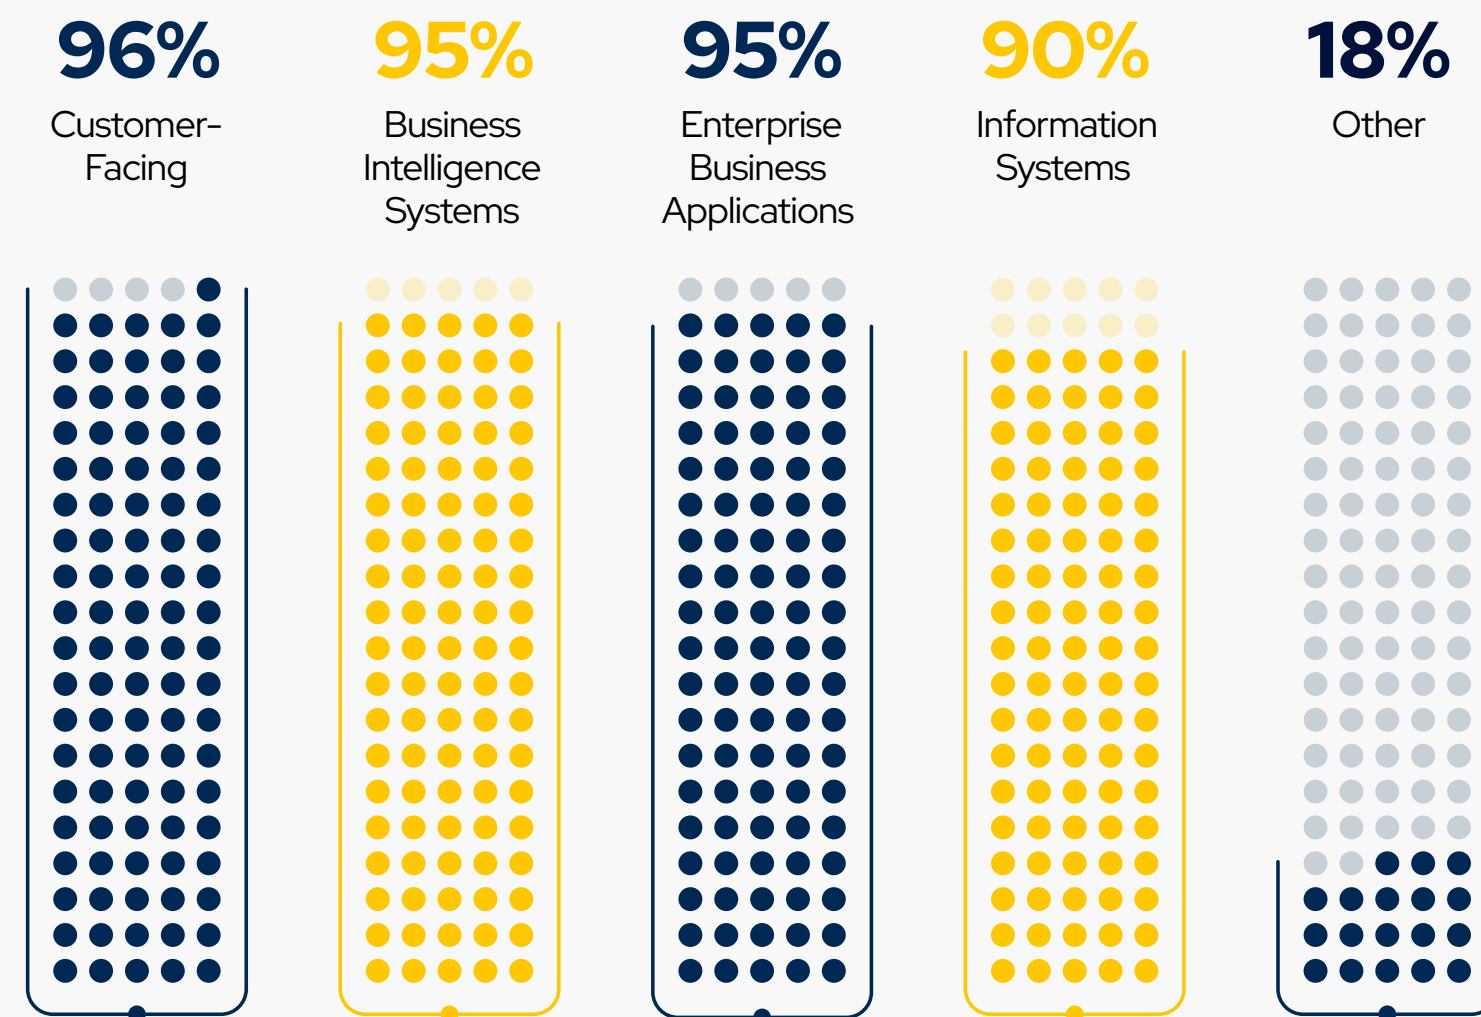 96%
Customer-
Facing
95%
Business
Intelligence
Systems
95%
Enterprise
Business
Applications
90%
Information
Systems
18%
Other